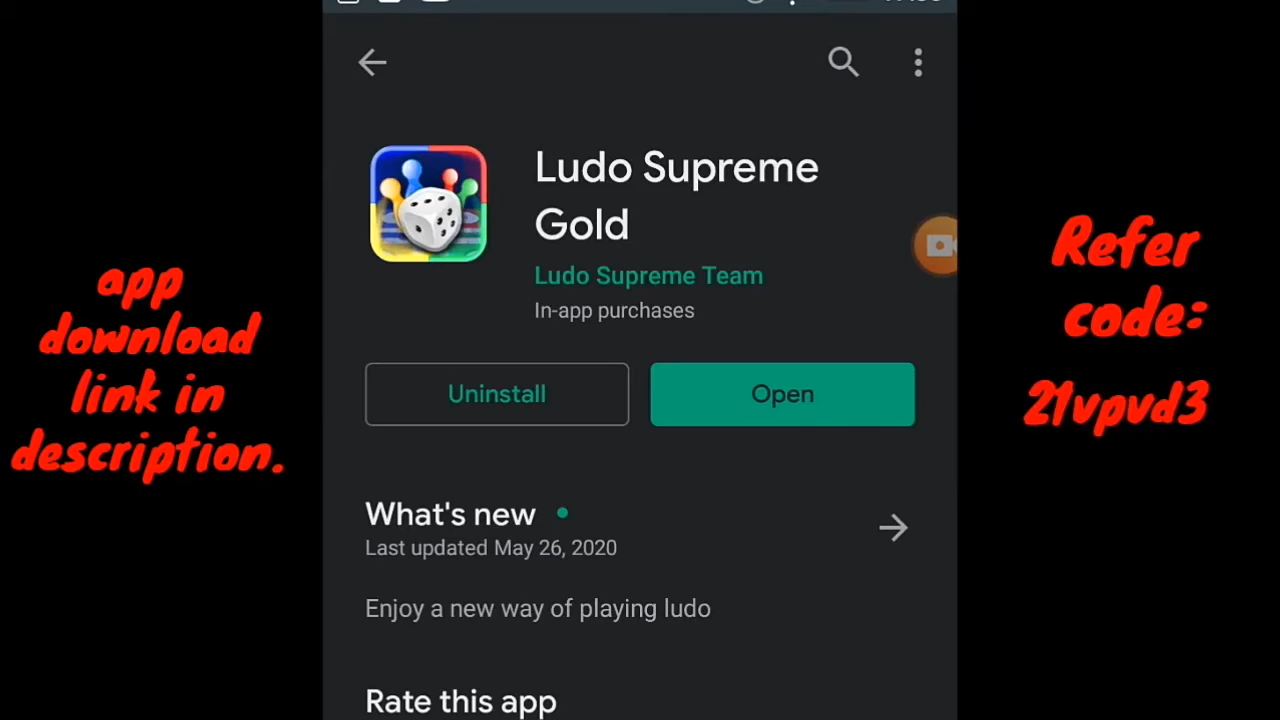 Ludo Supreme
Gold
Ludo Supreme Team
In-app purchases
Uninstall
Open
What's new
Last updated May 26, 2020
Enjoy a new way of playing ludo
Rate this app
app
download
link in
description.
Refer
code:
21vpvd3